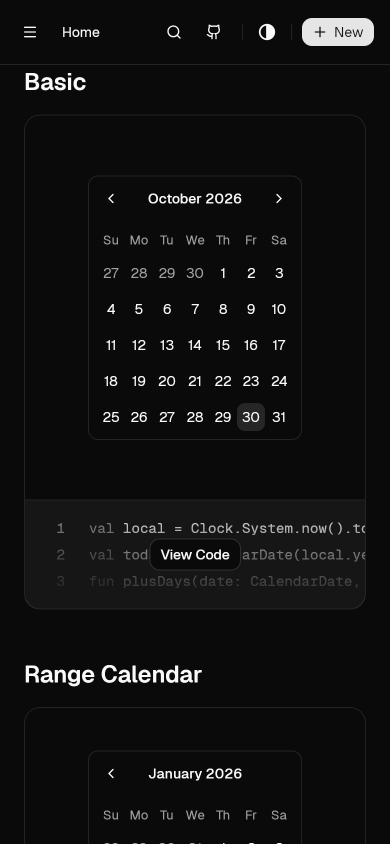 Home
New
Basic
October 2026
Su Mo Tu We Th Fr Sa
27 28 29 30 1 2 3
4 5 6 7 8 9 10
11 12 13 14 15 16 17
18 19 20 21 22 23 24
25 26 27 28 29 30 31
1 val local = Clock.System.now().to
2 val tod arDate(local.ye
View Code
3 fun plusDays(date: CalendarDate,
Range Calendar
January 2026
Su Mo Tu We Th Fr Sa